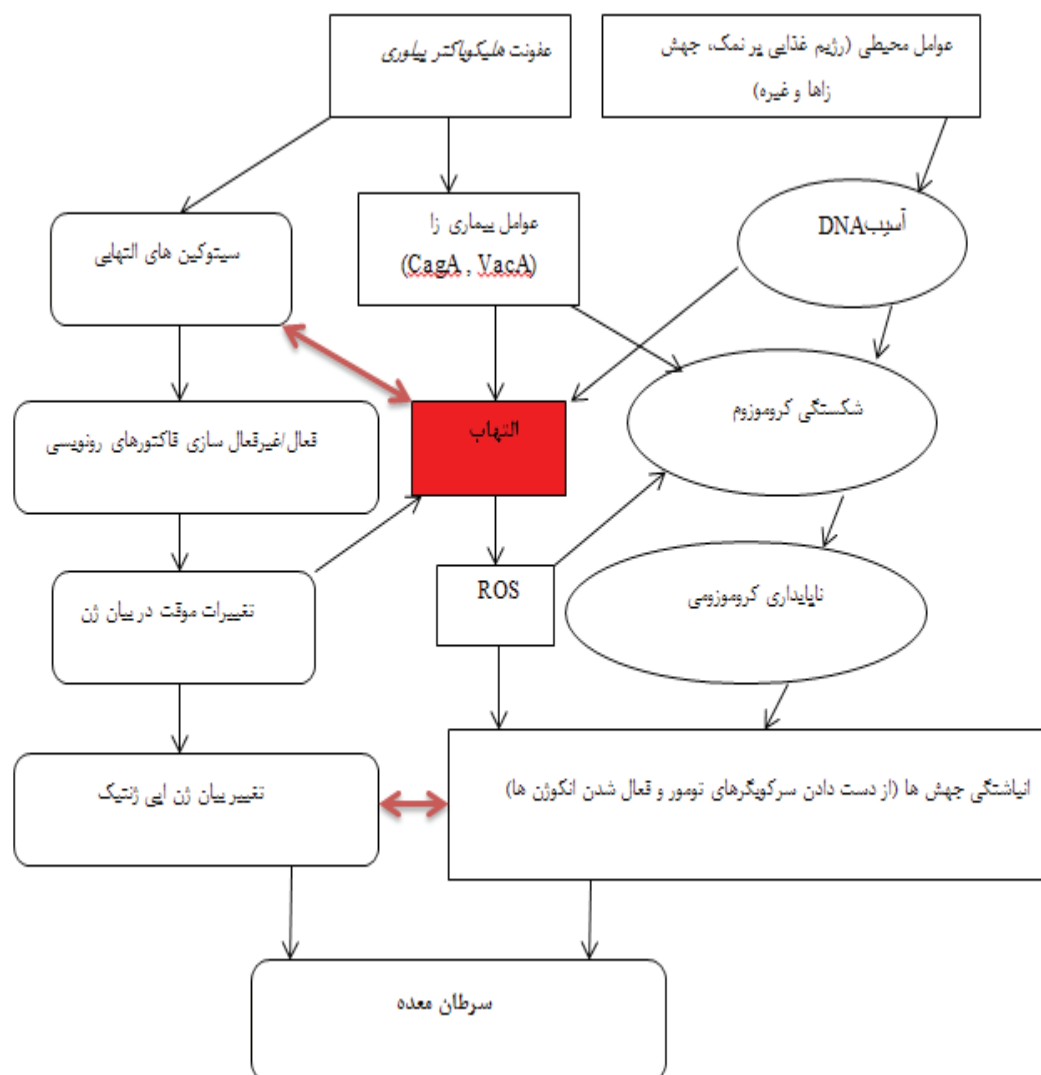 عفونت هلیکوباکتر پیلوری
عوامل محیطی (رژیم غذایی پر نمک، جهش
زاها و غیره)
سیتوکین های التهابی
عوامل بیماری زا
(CagA , VacA)
آسیبDNA
فعال/غیرفعال سازی فاکتورهای رونویسی
التهاب
شکستگی کروموزوم
تغییرات موقت در بیان ژن
ROS
ناپایداری کروموزومی
تغییر بیان ژن اپی ژنتیک
انباشتگی جهش ها (از دست دادن سرکوبگرهای تومور و فعال شدن انکوژن ها)
سرطان معده